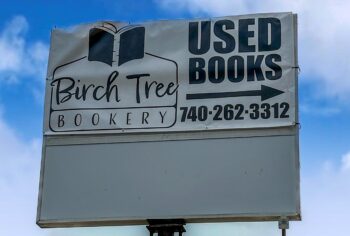 Birch Tree
BOOKERY
USED
BOOKS
740-262-3312